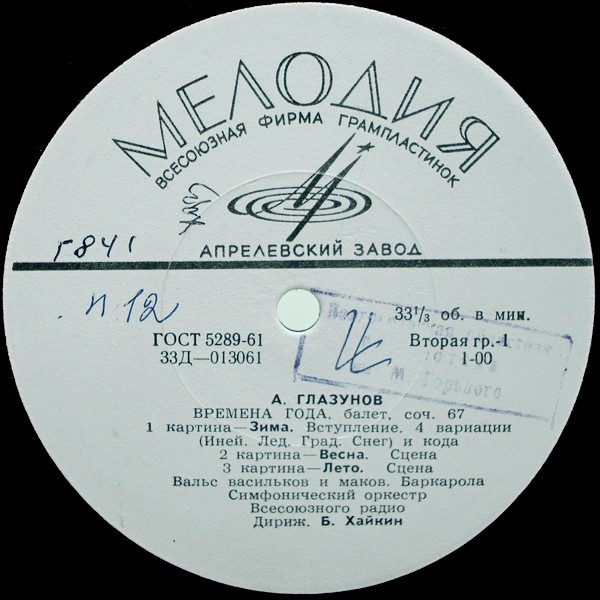 МЕЛОДИЯ
ВСЕСОЮЗНАЯ ФИРМА ГРАМПЛАСТИНОК
АПРЕЛЕВСКИЙ ЗАВОД
Г841
п 12
33⅓ об. в мин.
ГОСТ 5289-61
Вторая гр.-1
33Д—013061
1-00
А. ГЛАЗУНОВ
ВРЕМЕНА ГОДА, балет, соч. 67
1 картина—Зима. Вступление. 4 вариации
(Иней. Лед. Град. Снег) и кода
2 картина—Весна. Сцена
3 картина—Лето. Сцена
Вальс васильков и маков. Баркарола
Симфонический оркестр
Всесоюзного радио
Дириж. Б. Хайкин